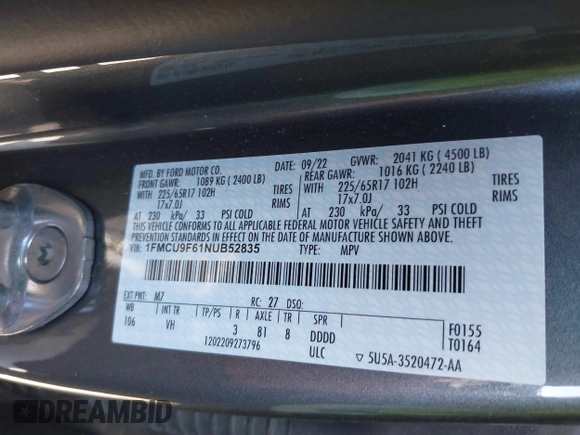 MFD. BY FORD MOTOR CO.
DATE: 09/22 GVWR: 2041 KG ( 4500 LB)
FRONT GAWR: 1089 KG ( 2400 LB)
REAR GAWR: 1016 KG ( 2240 LB)
WITH 225/65R17 102H TIRES
WITH 225/65R17 102H TIRES
17x7.0J RIMS
17x7.0J RIMS
AT 230 kPa/ 33 PSI COLD
AT 230 kPa/ 33 PSI COLD
THIS VEHICLE CONFORMS TO ALL APPLICABLE FEDERAL MOTOR VEHICLE SAFETY AND THEFT
PREVENTION STANDARDS IN EFFECT ON THE DATE OF MANUFACTURE SHOWN ABOVE.
VIN: 1FMCU9F61NUB52835 TYPE: MPV
EXT PNT: M7 RC: 27 DSO:
WB INT TR TP/PS R AXLE TR SPR
106 VH 3 81 8 DDDD
1202209273796 ULC
F0155
T0164
▽ 5U5A-3520472-AA
DREAMBID